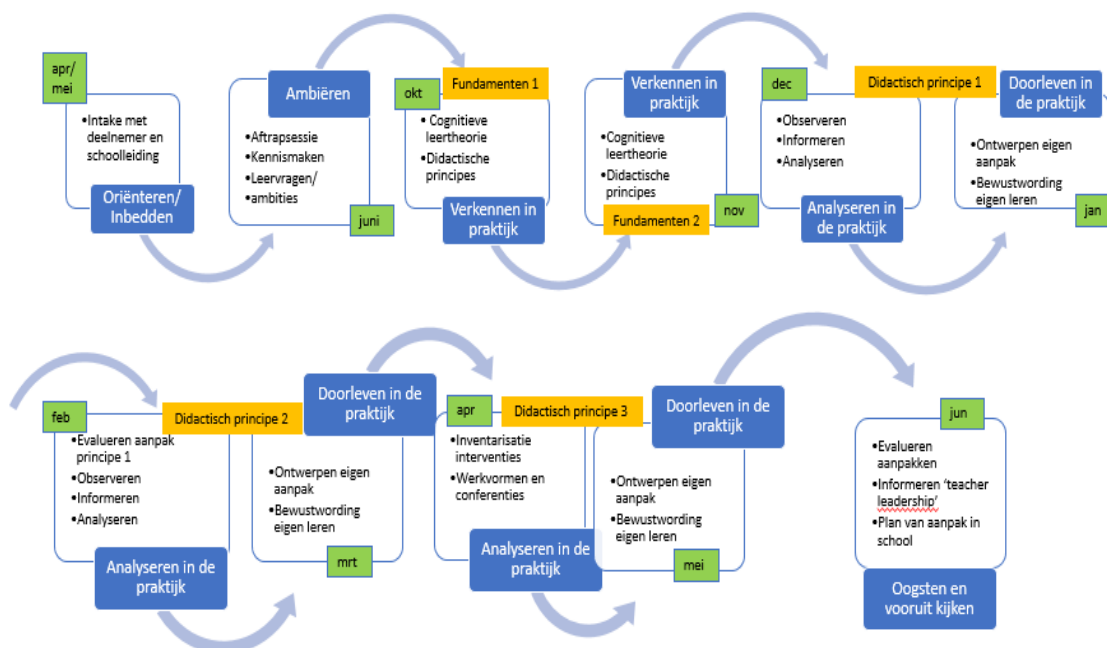 apr/
mei
•Intake met
deelnemer en
schoolleiding
Oriënteren/
Inbedden
Ambiëren
•Aftrapsessie
•Kennismaken
•Leervragen/
ambities
juni
okt
Fundamenten 1
•Cognitieve
leertheorie
•Didactische
principes
Verkennen in
praktijk
Verkennen in
praktijk
•Cognitieve
leertheorie
•Didactische
principes
Fundamenten 2
nov
dec
Didactisch principe 1
•Observeren
•Informeren
•Analyseren
Analyseren in
de praktijk
Doorleven in
de praktijk
•Ontwerpen eigen
aanpak
•Bewustwording
eigen leren
jan
feb
Didactisch principe 2
•Evalueren aanpak
principe 1
•Observeren
•Informeren
•Analyseren
Analyseren in de
praktijk
Doorleven in de
praktijk
•Ontwerpen eigen
aanpak
•Bewustwording
eigen leren
mrt
apr
Didactisch principe 3
•Inventarisatie
interventies
•Werkvormen en
conferenties
Analyseren in de
praktijk
Doorleven in de
praktijk
•Ontwerpen eigen
aanpak
•Bewustwording
eigen leren
mei
jun
•Evalueren
aanpakken
•Informeren ‘teacher
leadership’
•Plan van aanpak in
school
Oogsten en
vooruit kijken